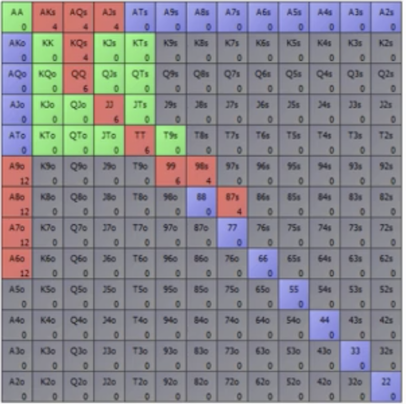 AA AKs AQs AJs ATs A9s A8s A7s A6s A5s A4s A3s A2s
0 4 4 4 0 0 0 0 0 0 0 0 0
AKo KK KQs KJs KTs K9s K8s K7s K6s K5s K4s K3s K2s
0 0 4 0 0 0 0 0 0 0 0 0 0
AQo KQo QQ QJs QTs Q9s Q8s Q7s Q6s Q5s Q4s Q3s Q2s
0 0 6 0 0 0 0 0 0 0 0 0 0
AJo KJo QJo JJ JTs J9s J8s J7s J6s J5s J4s J3s J2s
0 0 0 6 0 0 0 0 0 0 0 0 0
ATo KTo QTo JTo TT T9s T8s T7s T6s T5s T4s T3s T2s
0 0 0 0 6 0 0 0 0 0 0 0 0
A9o K9o Q9o J9o T9o 99 98s 97s 96s 95s 94s 93s 92s
12 0 0 0 0 6 4 0 0 0 0 0 0
A8o K8o Q8o J8o T8o 98o 88 87s 86s 85s 84s 83s 82s
12 0 0 0 0 0 0 4 0 0 0 0 0
A7o K7o Q7o J7o T7o 97o 87o 77 76s 75s 74s 73s 72s
12 0 0 0 0 0 0 0 0 0 0 0 0
A6o K6o Q6o J6o T6o 96o 86o 76o 66 65s 64s 63s 62s
12 0 0 0 0 0 0 0 0 0 0 0 0
A5o K5o Q5o J5o T5o 95o 85o 75o 65o 55 54s 53s 52s
0 0 0 0 0 0 0 0 0 0 0 0 0
A4o K4o Q4o J4o T4o 94o 84o 74o 64o 54o 44 43s 42s
0 0 0 0 0 0 0 0 0 0 0 0 0
A3o K3o Q3o J3o T3o 93o 83o 73o 63o 53o 43o 33 32s
0 0 0 0 0 0 0 0 0 0 0 0 0
A2o K2o Q2o J2o T2o 92o 82o 72o 62o 52o 42o 32o 22
0 0 0 0 0 0 0 0 0 0 0 0 0